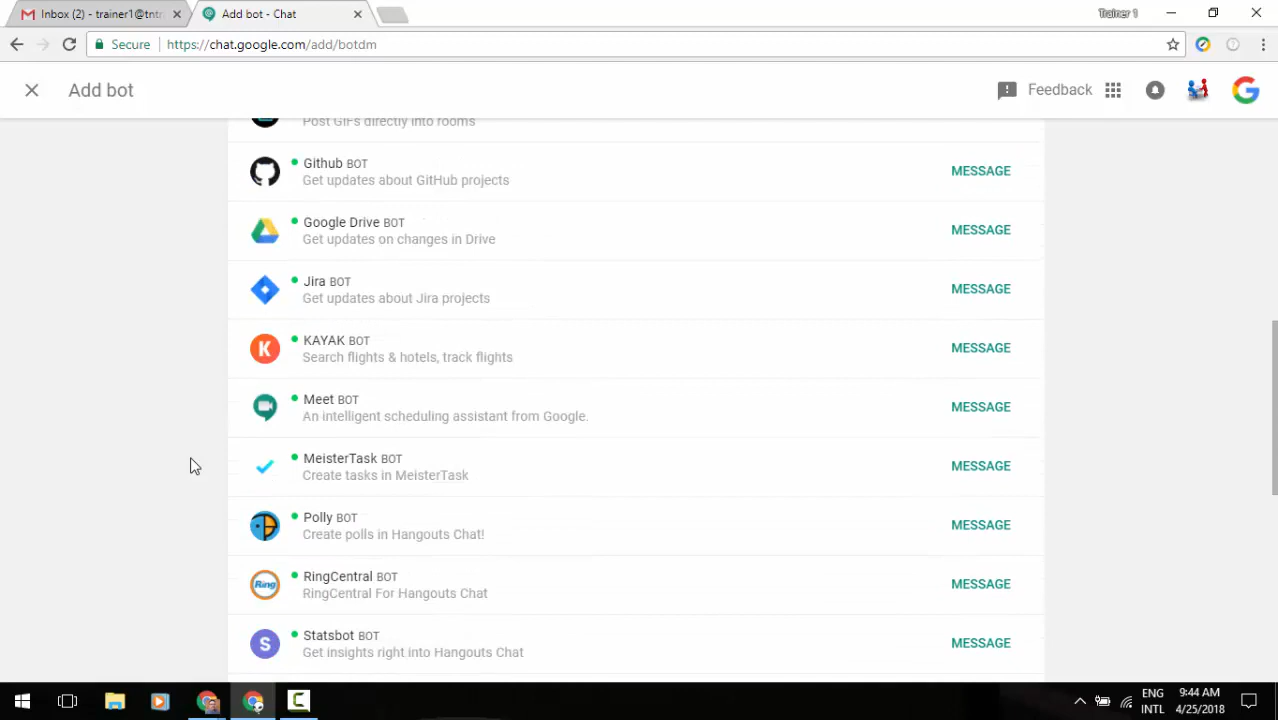 Inbox (2) - trainer1@tntr
Add bot - Chat
Trainer 1
Secure
https://chat.google.com/add/botdm
Add bot
Feedback
Post GIFs directly into rooms
Github BOT
Get updates about GitHub projects
MESSAGE
Google Drive BOT
Get updates on changes in Drive
MESSAGE
Jira BOT
Get updates about Jira projects
MESSAGE
K
KAYAK BOT
Search flights & hotels, track flights
MESSAGE
Meet BOT
An intelligent scheduling assistant from Google.
MESSAGE
MeisterTask BOT
Create tasks in MeisterTask
MESSAGE
Polly BOT
Create polls in Hangouts Chat!
MESSAGE
Ring
RingCentral BOT
RingCentral For Hangouts Chat
MESSAGE
S
Statsbot BOT
Get insights right into Hangouts Chat
MESSAGE
ENG
INTL
9:44 AM
4/25/2018